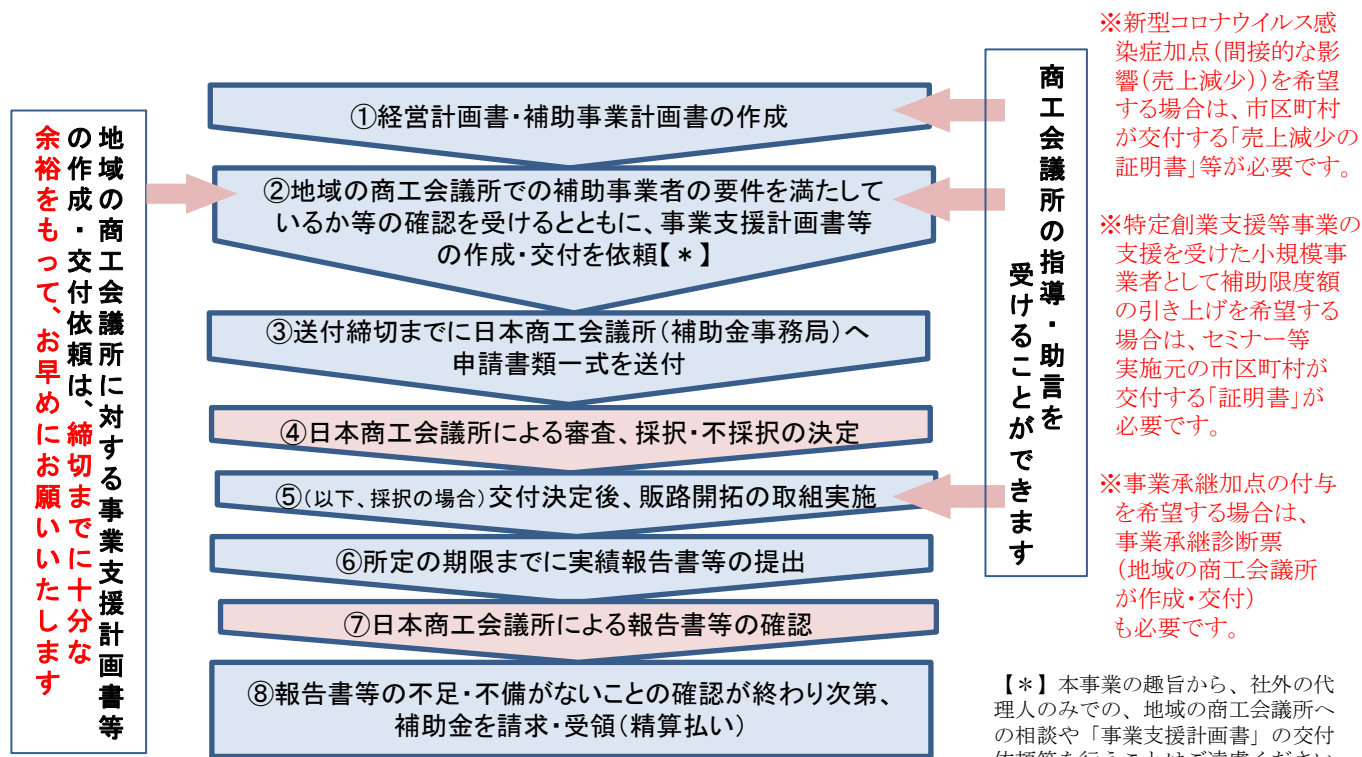 地域の商工会議所に対する事業支援計画書等
の作成・交付依頼は、締切までに十分な
余裕をもって、お早めにお願いいたします
①経営計画書・補助事業計画書の作成
②地域の商工会議所での補助事業者の要件を満たして
いるか等の確認を受けるとともに、事業支援計画書等
の作成・交付を依頼【＊】
③送付締切までに日本商工会議所（補助金事務局）へ
申請書類一式を送付
④日本商工会議所による審査、採択・不採択の決定
⑤（以下、採択の場合）交付決定後、販路開拓の取組実施
⑥所定の期限までに実績報告書等の提出
⑦日本商工会議所による報告書等の確認
⑧報告書等の不足・不備がないことの確認が終わり次第、
補助金を請求・受領（精算払い）
商工会議所の指導・助言を
受けることができます
※新型コロナウイルス感
染症加点（間接的な影
響（売上減少））を希望
する場合は、市区町村
が交付する「売上減少の
証明書」等が必要です。
※特定創業支援等事業の
支援を受けた小規模事
業者として補助限度額
の引き上げを希望する
場合は、セミナー等
実施元の市区町村が
交付する「証明書」が
必要です。
※事業承継加点の付与
を希望する場合は、
事業承継診断票
（地域の商工会議所
が作成・交付）
も必要です。
【＊】本事業の趣旨から、社外の代
理人のみでの、地域の商工会議所へ
の相談や「事業支援計画書」の交付
依頼等を行うことはご遠慮ください